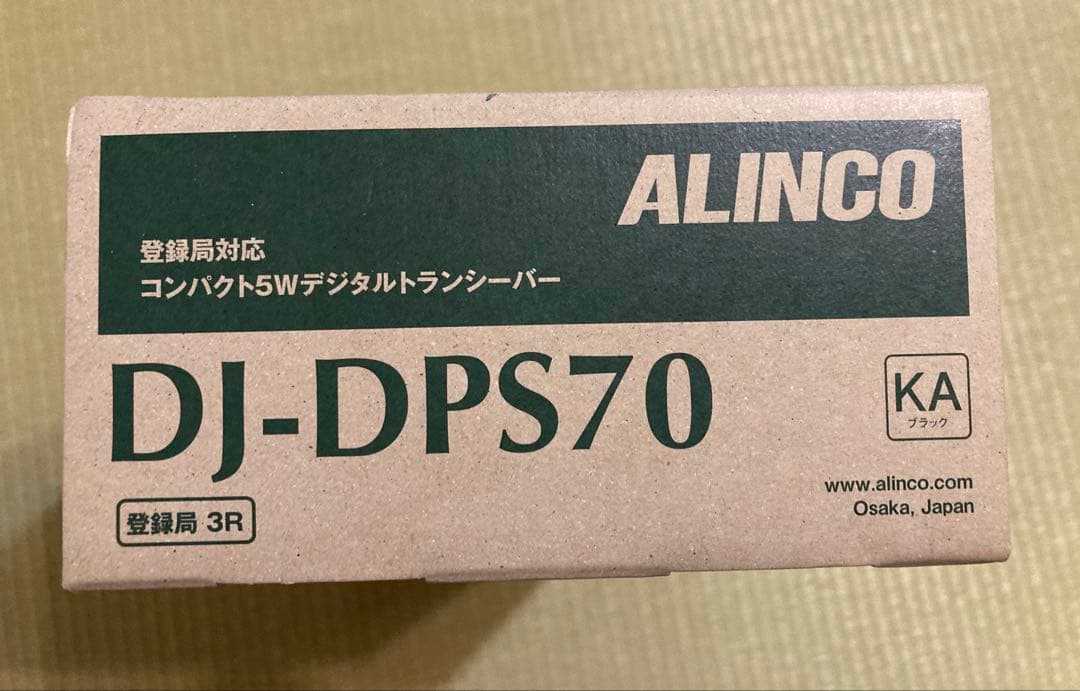 ALINCO
登録局対応
コンパクト5Wデジタルトランシーバー
DJ-DPS70
KA
ブラック
登録局 3R
www.alinco.com
Osaka, Japan